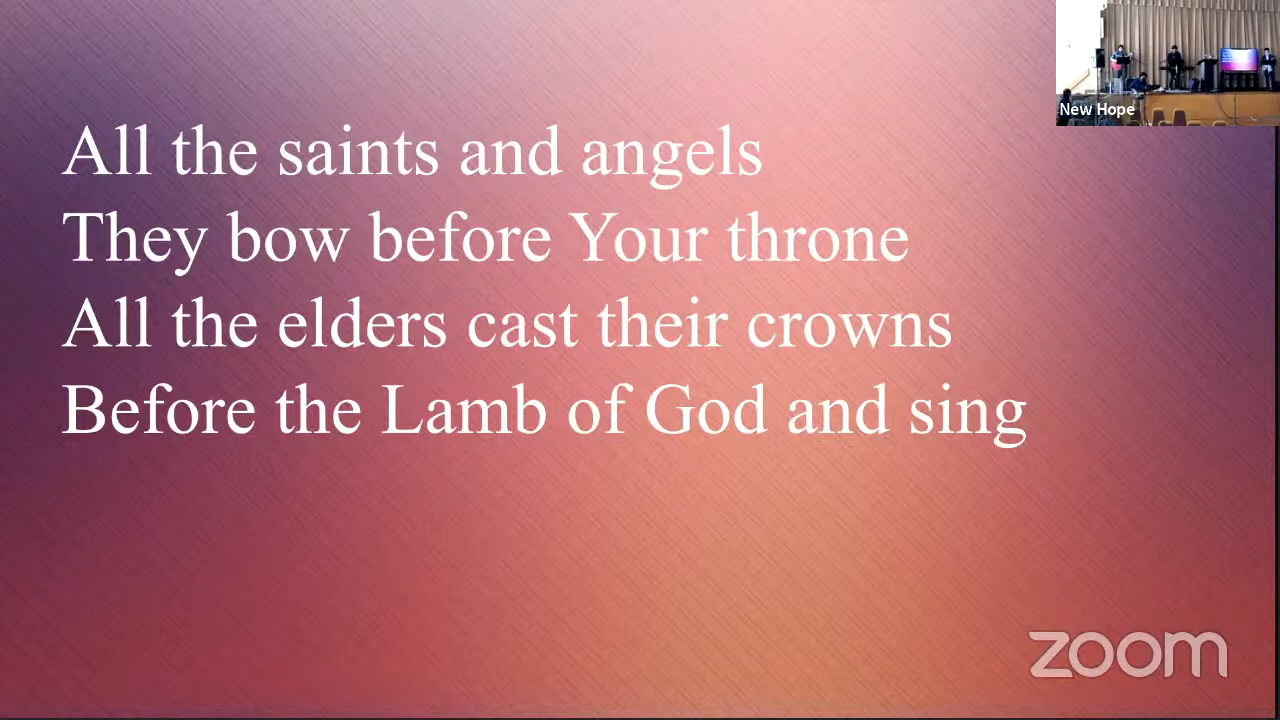 All the saints and angels
They bow before Your throne
All the elders cast their crowns
Before the Lamb of God and sing
New Hope
zoom